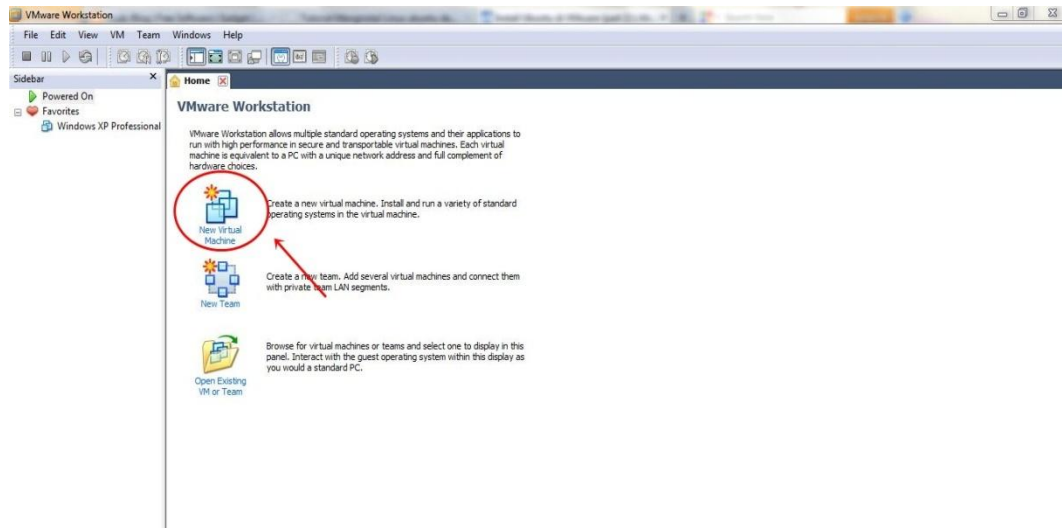 VMware Workstation
File Edit View VM Team Windows Help
Sidebar
Powered On
Favorites
Windows XP Professional
Home
VMware Workstation
VMware Workstation allows multiple standard operating systems and their applications to
run with high performance in secure and transportable virtual machines. Each virtual
machine is equivalent to a PC with a unique network address and full complement of
hardware choices.
New Virtual
Machine
Create a new virtual machine. Install and run a variety of standard
operating systems in the virtual machine.
New Team
Create a new team. Add several virtual machines and connect them
with private team LAN segments.
Open Existing
VM or Team
Browse for virtual machines or teams and select one to display in this
panel. Interact with the guest operating system within this display as
you would a standard PC.